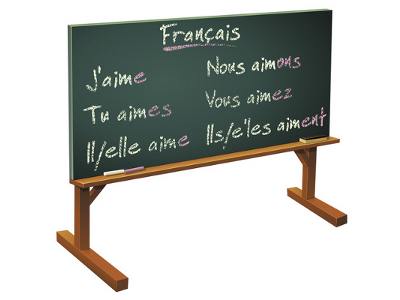 Français
J'aime
Tu aimes
Il/elle aime
Nous aimons
Vous aimez
Ils/elles aiment